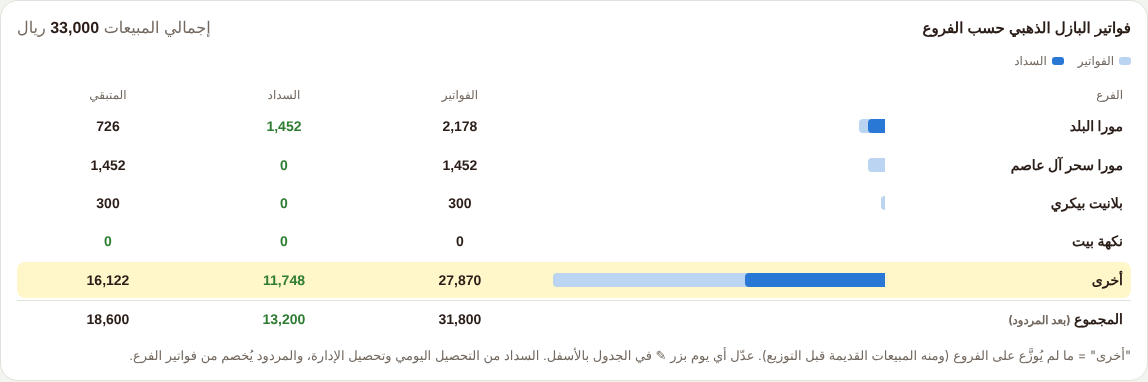 فواتير البازل الذهبي حسب الفروع
إجمالي المبيعات 33,000 ريال
الفواتير السداد
الفرع الفواتير السداد المتبقي
مورا البلد 2,178 1,452 726
مورا سحر آل عاصم 1,452 0 1,452
بلانيت بيكري 300 0 300
نكهة بيت 0 0 0
أخرى 27,870 11,748 16,122
المجموع (بعد المردود) 31,800 13,200 18,600
"أخرى" = ما لم يُوزَّع على الفروع (ومنه المبيعات القديمة قبل التوزيع). عدّل أي يوم بزر ✎ في الجدول بالأسفل. السداد من التحصيل اليومي وتحصيل الإدارة، والمردود يُخصم من فواتير الفرع.